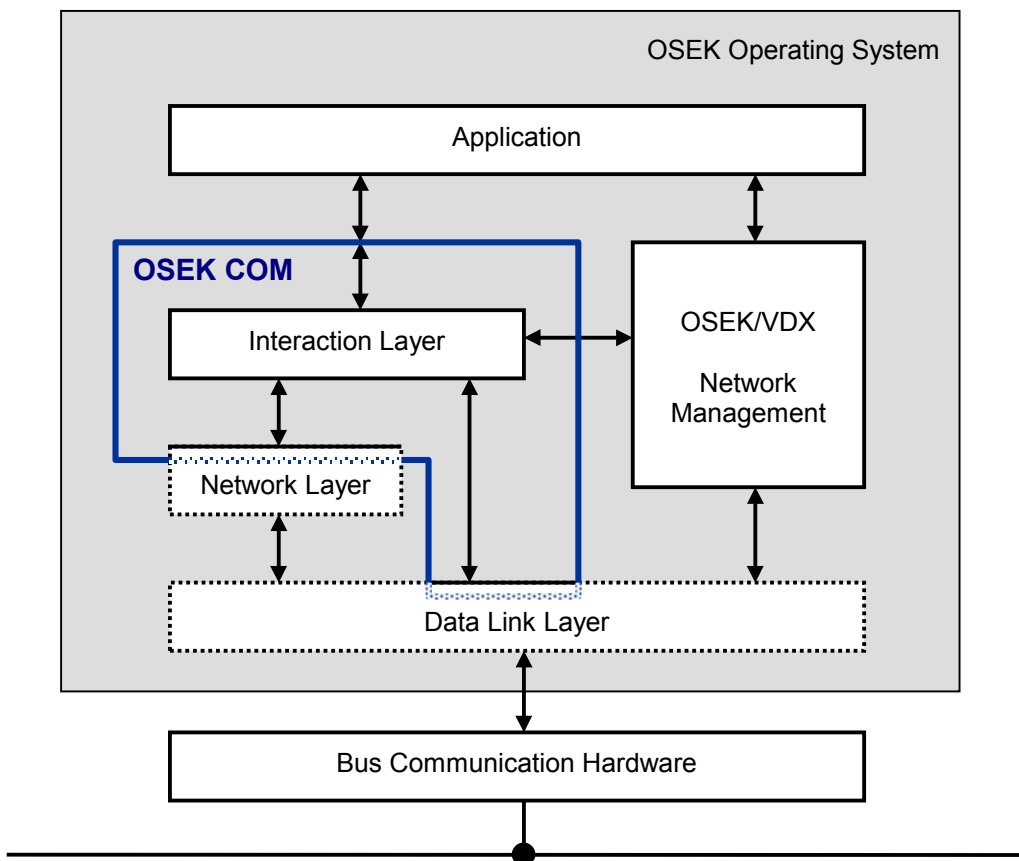 OSEK Operating System
Application
OSEK COM
Interaction Layer
OSEK/VDX
Network
Management
Network Layer
Data Link Layer
Bus Communication Hardware